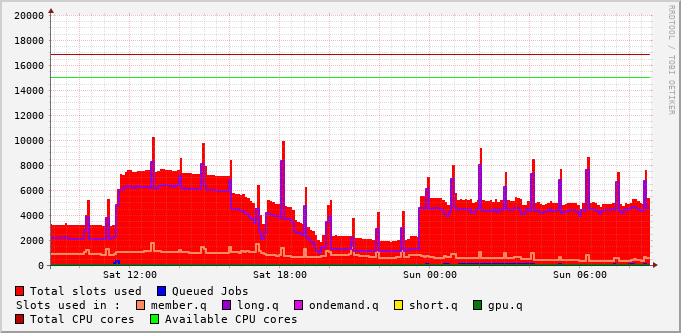 20000
18000
16000
14000
12000
10000
8000
6000
4000
2000
0
Sat 12:00 Sat 18:00 Sun 00:00 Sun 06:00
RRDTOOL / TOBI OETIKER
Total slots used Queued Jobs
Slots used in : member.q long.q ondemand.q short.q gpu.q
Total CPU cores Available CPU cores